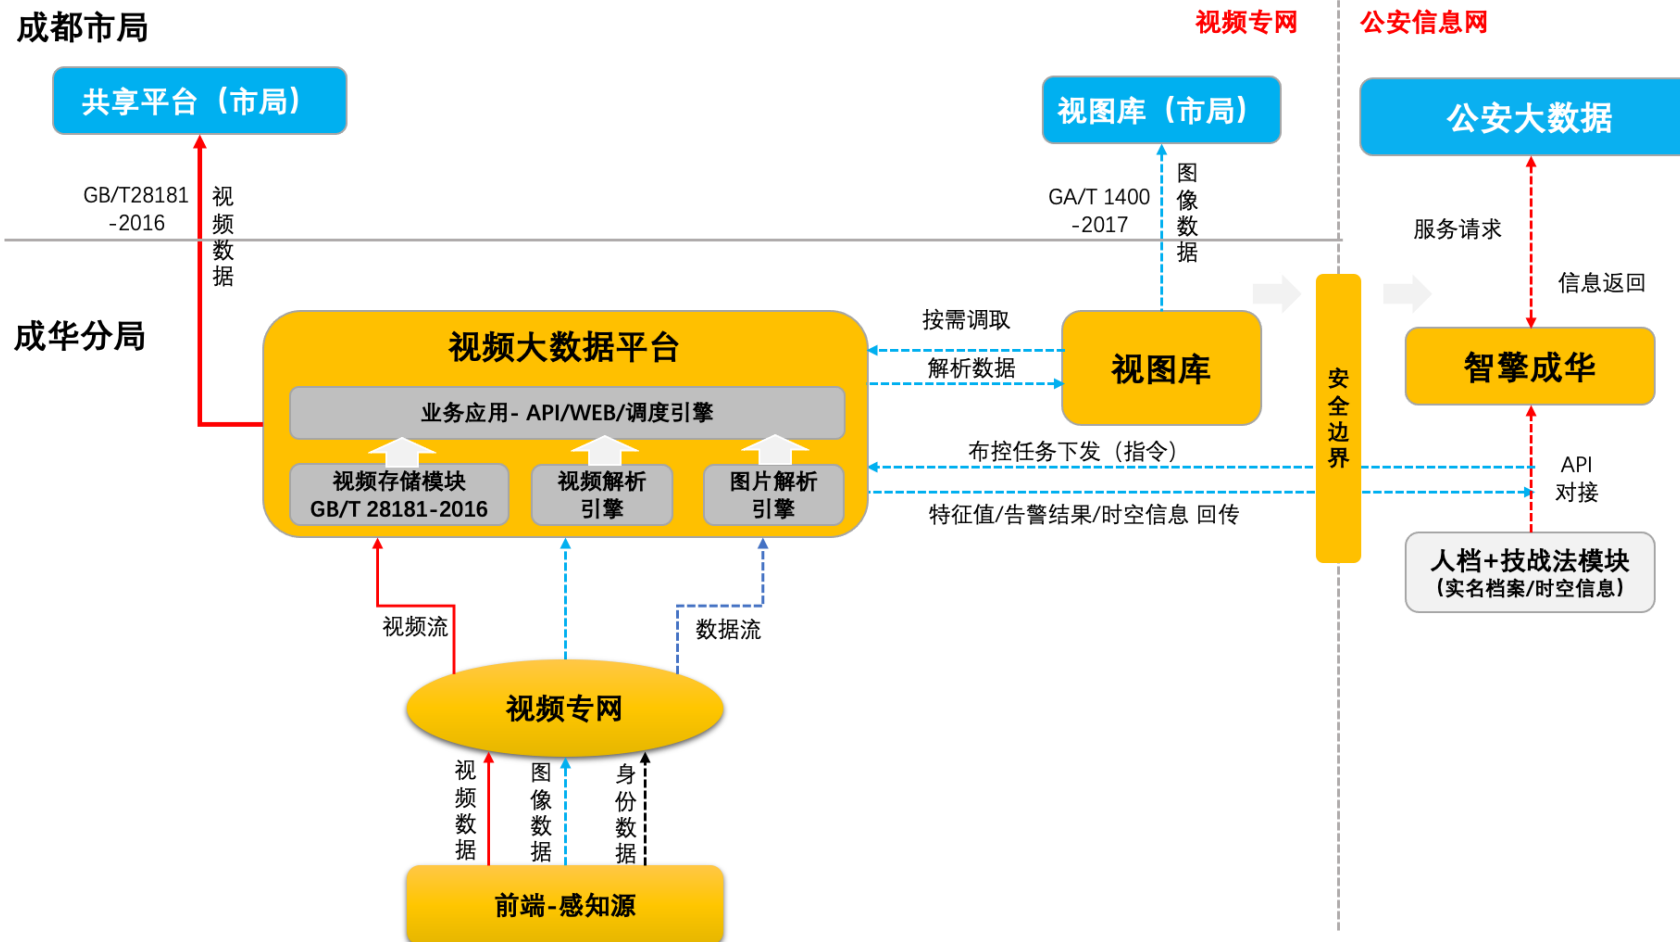 成都市局
视频专网
公安信息网
共享平台（市局）
视图库（市局）
公安大数据
GB/T28181
-2016
视频数据
GA/T 1400
-2017
图像数据
服务请求
信息返回
成华分局
视频大数据平台
按需调取
解析数据
视图库
安全边界
智擎成华
业务应用- API/WEB/调度引擎
视频存储模块
GB/T 28181-2016
视频解析
引擎
图片解析
引擎
布控任务下发（指令）
特征值/告警结果/时空信息 回传
API
对接
人档+技战法模块
（实名档案/时空信息）
视频流
数据流
视频专网
视频数据
图像数据
身份数据
前端-感知源